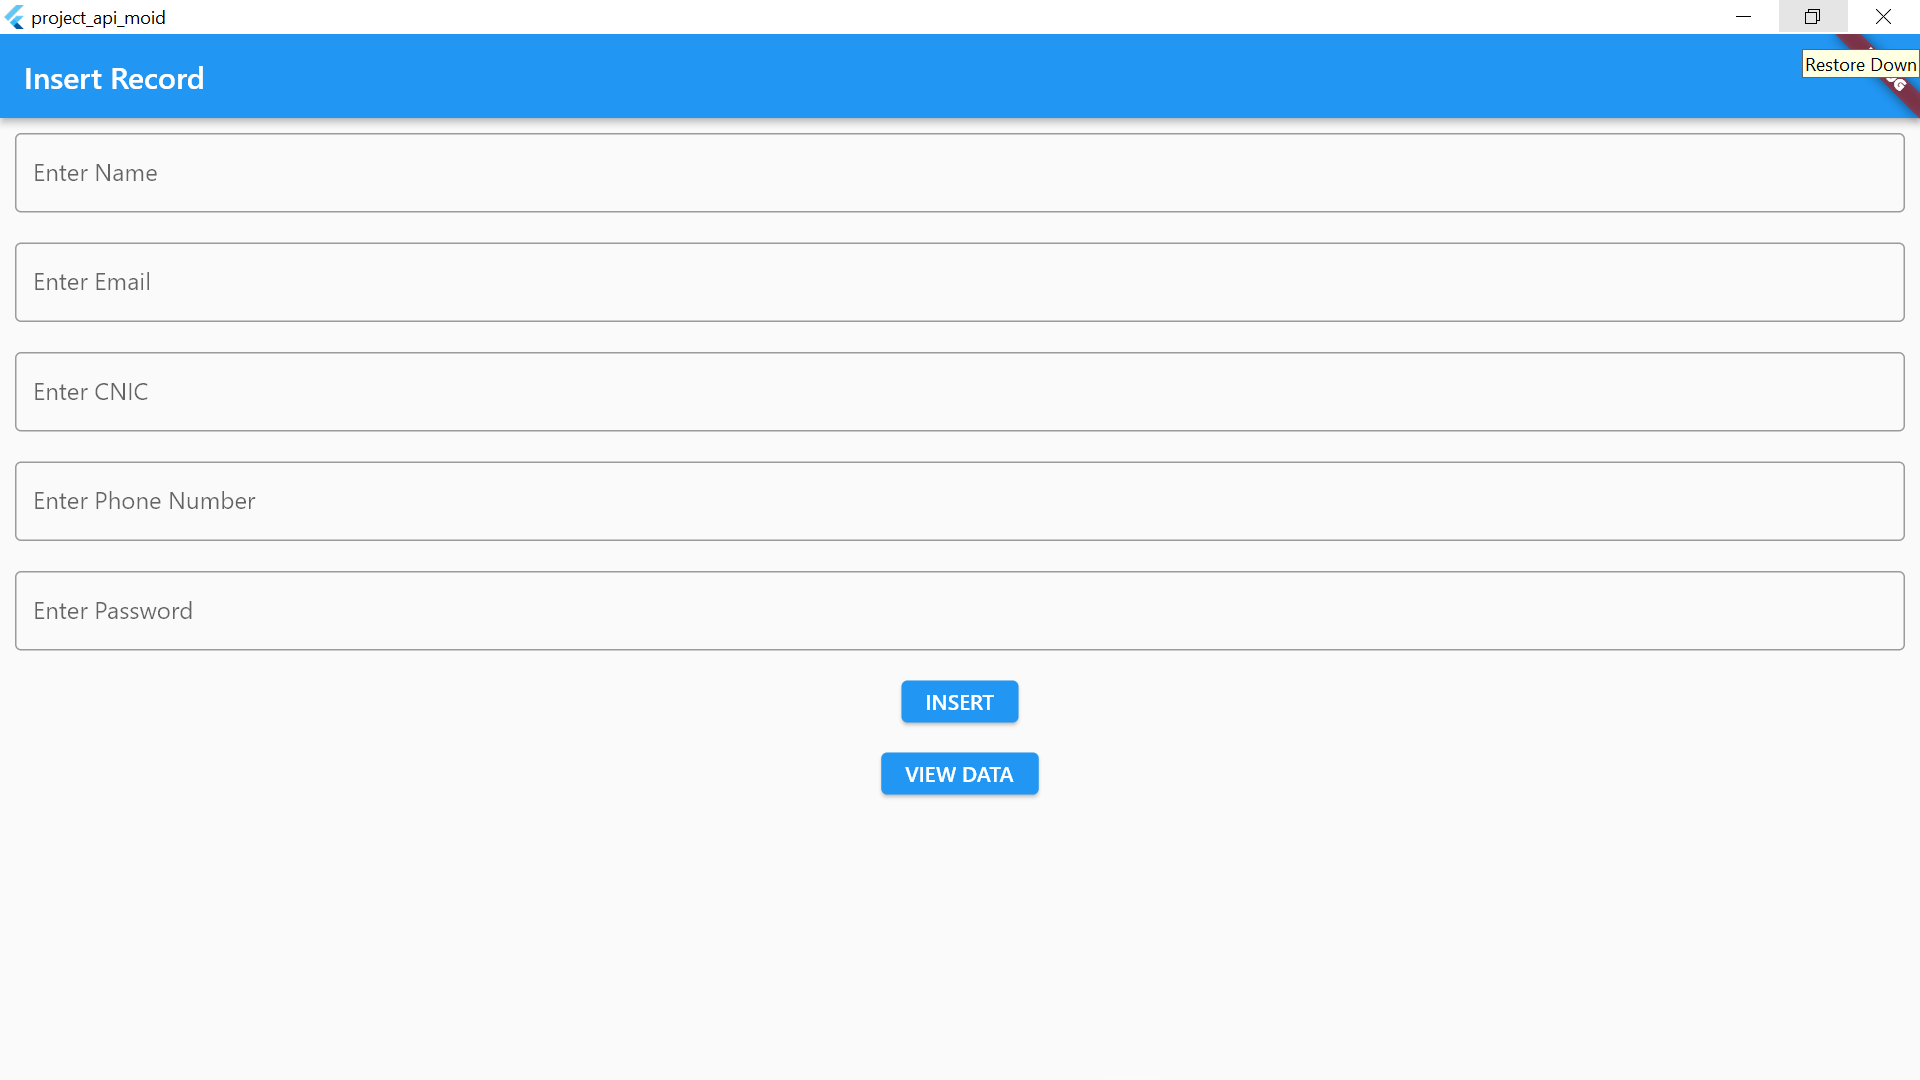 project_api_moid
Insert Record
Restore Down
Enter Name
Enter Email
Enter CNIC
Enter Phone Number
Enter Password
INSERT
VIEW DATA